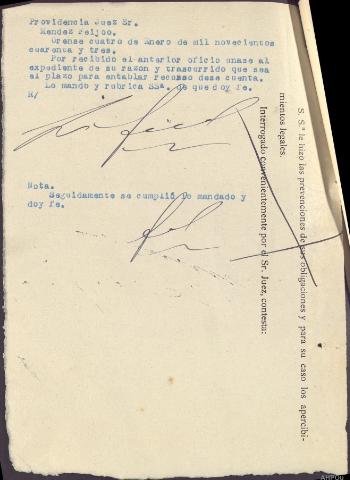 Providencia Juez Sr.
Mendez Feijoo.
Orense cuatro de Enero de mil novecientos
cuarenta y tres.
Por recibido el anterior oficio unase al
expediente de su razón y trascurrido que sea
el plazo para entablar recurso dese cuenta.
Lo mando y rubrica SSª. de que doy fe.
M/
Nota.
Seguidamente se cumplió lo mandado y
doy fe.
S. S.ª le hizo las prevenciones de sus obligaciones y para su caso los apercibi-
mientos legales.
Interrogado convenientemente por el Sr. Juez, contesta:
AHPOU